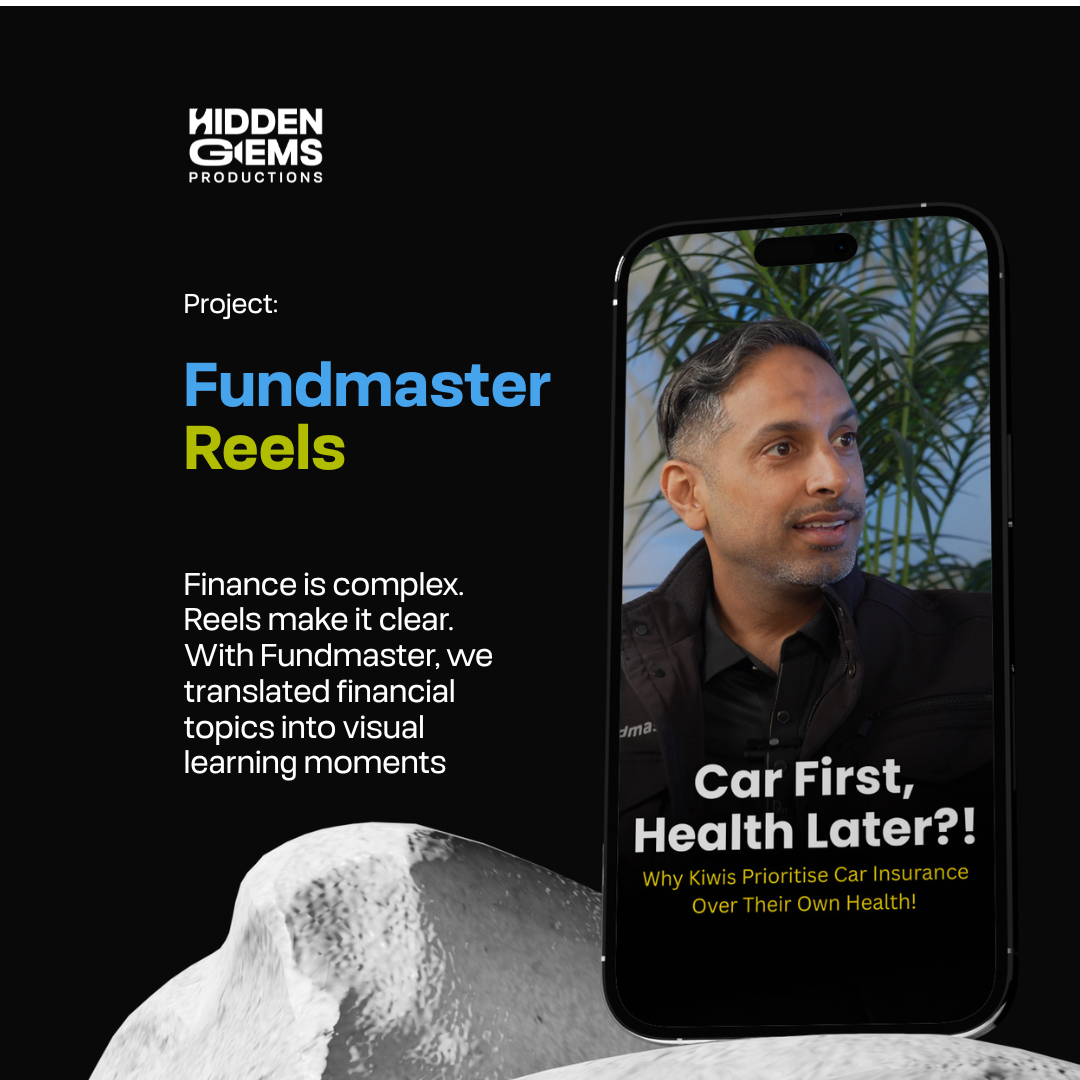 HIDDEN
GEMS
PRODUCTIONS
Project:
Fundmaster
Reels
Finance is complex.
Reels make it clear.
With Fundmaster, we
translated financial
topics into visual
learning moments
dma.
Car First,
Health Later?!
Why Kiwis Prioritise Car Insurance
Over Their Own Health!